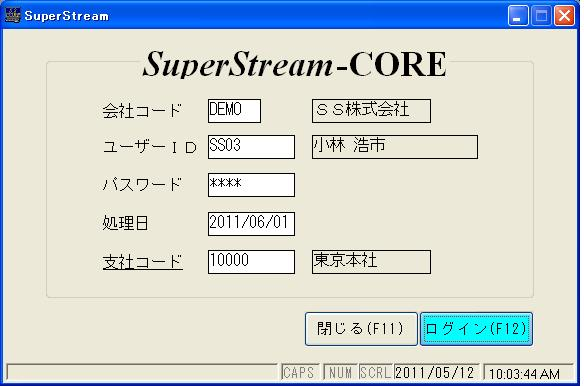 SuperStream
SuperStream-CORE
会社コード DEMO ＳＳ株式会社
ユーザーＩＤ SS03 小林 浩市
パスワード ****
処理日 2011/06/01
支社コード 10000 東京本社
閉じる(F11) ログイン(F12)
CAPS NUM SCRL 2011/05/12 10:03:44 AM